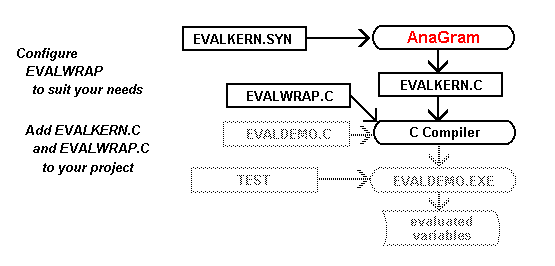 EVALKERN.SYN
AnaGram
Configure
EVALWRAP
to suit your needs
EVALKERN.C
EVALWRAP.C
Add EVALKERN.C
and EVALWRAP.C
to your project
EVALDEMO.C
C Compiler
TEST
EVALDEMO.EXE
evaluated
variables